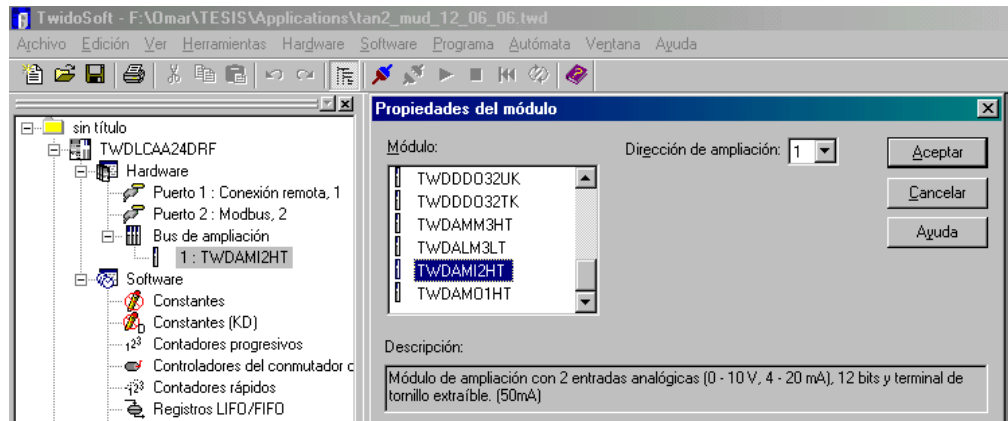 TwidoSoft - F:\Omar\TESIS\Applications\tan2_mud_12_06_06.twd
Archivo Edición Ver Herramientas Hardware Software Programa Autómata Ventana Ayuda
sin título
TWDLCAA24DRF
Hardware
Puerto 1 : Conexión remota, 1
Puerto 2 : Modbus, 2
Bus de ampliación
1 : TWDAMI2HT
Software
Constantes
Constantes (KD)
Contadores progresivos
Controladores del conmutador c
Contadores rápidos
Registros LIFO/FIFO
Propiedades del módulo
Módulo:
TWDDDO32UK
TWDDDO32TK
TWDAMM3HT
TWDALM3LT
TWDAMI2HT
TWDAMO1HT
Dirección de ampliación: 1
Aceptar
Cancelar
Ayuda
Descripción:
Módulo de ampliación con 2 entradas analógicas (0 - 10 V, 4 - 20 mA), 12 bits y terminal de
tornillo extraíble. (50mA)